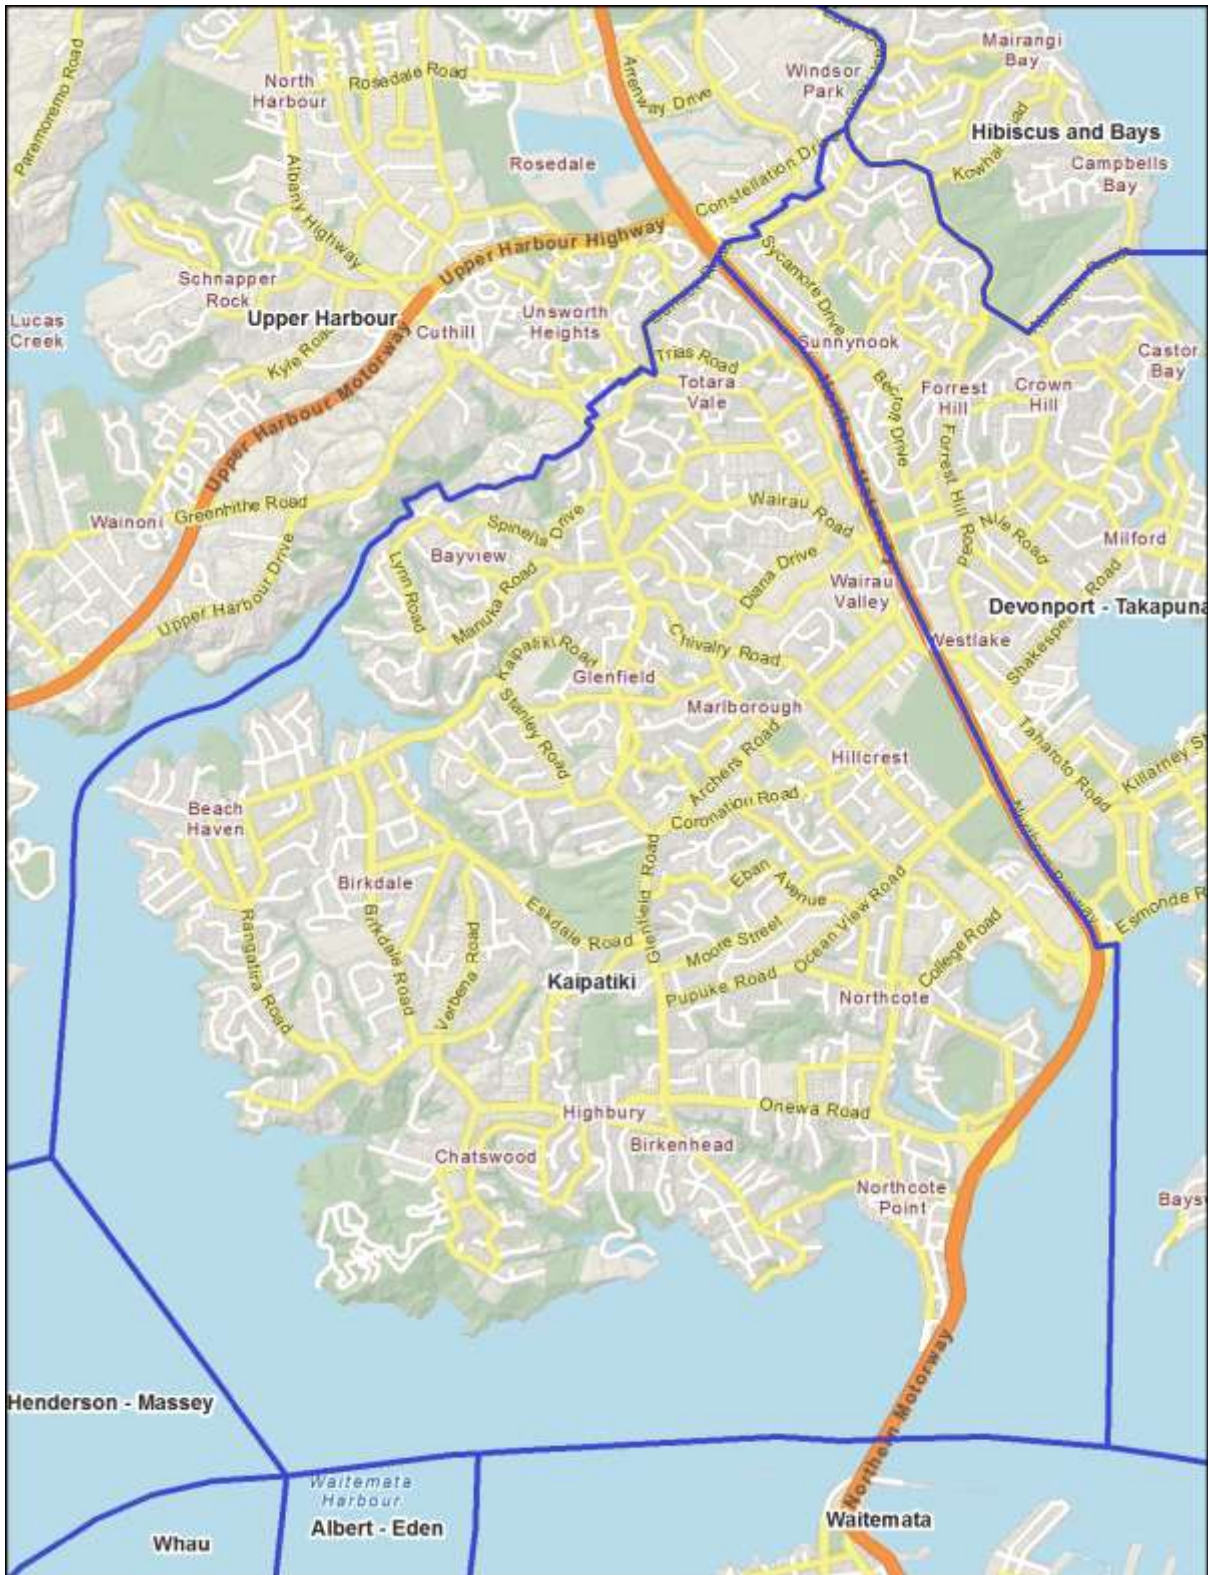 Paremoremo Road
North
Harbour
Rosedale Road
Arrenway Drive
Windsor
Park
Mairangi
Bay
Hibiscus and Bays
Campbells
Bay
Rosedale
Constellation
Albany Highway
Upper Harbour Highway
Schnapper
Rock
Upper Harbour
Cuthill
Unsworth
Heights
Sycamore Drive
Sunnynook
Lucas
Creek
Kyle Road
Upper Harbour Motorway
Trias Road
Totara
Vale
Northern Motorway
Becroft Drive
Forrest
Hill
Crown
Hill
Castor
Bay
Forrest Hill Road
Greenhithe Road
Wainoni
Spinella Drive
Wairau Road
Nile Road
Milford
Bayview
Lynn Road
Manuka Road
Diana Drive
Wairau
Valley
Devonport - Takapuna
Upper Harbour Drive
Kaipatiki Road
Chivalry Road
Westlake
Road
Glenfield
Stanley Road
Marlborough
Archers Road
Hillcrest
Taharoto Road
Killarney
Beach
Haven
Coronation Road
Birkdale
Eban
Avenue
Glenfield Road
Esmonde
Rangatira Road
Birkdale Road
Verbena Road
Eskdale Road
Moore Street
Ocean View Road
College Road
Kaipatiki
Pupuke Road
Northcote
Highbury
Onewa Road
Birkenhead
Chatswood
Northcote
Point
Northern Motorway
Henderson - Massey
Waitemata
Harbour
Albert - Eden
Whau
Waitemata